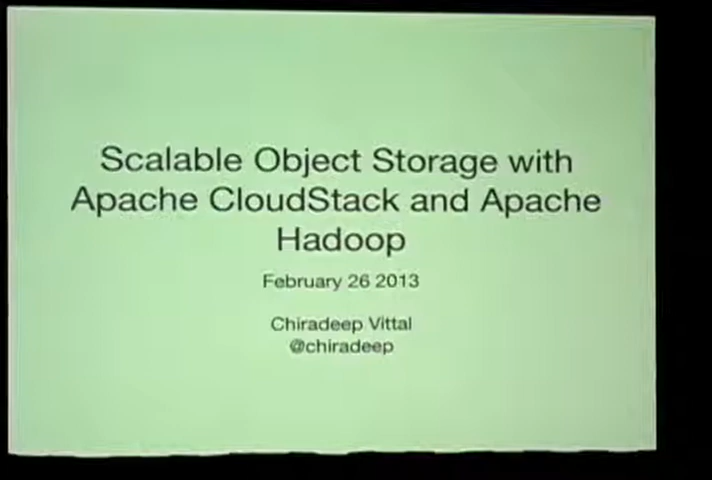 Scalable Object Storage with
Apache CloudStack and Apache
Hadoop
February 26 2013
Chiradeep Vittal
@chiradeep